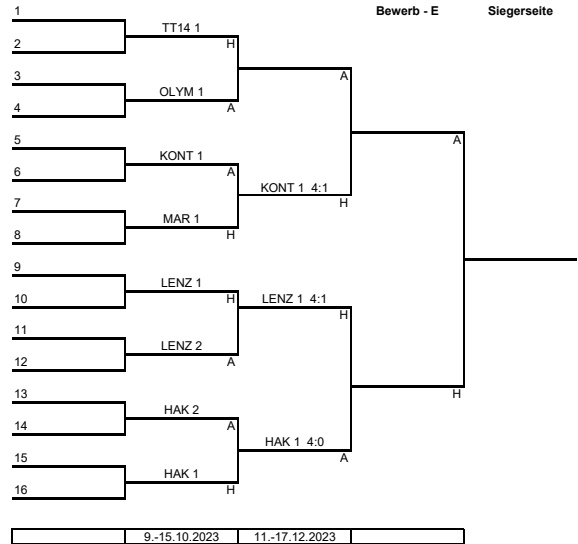 Bewerb - E Siegerseite
1
TT14 1
2 H
3 A
OLYM 1
4 A
5 A
KONT 1
6 A KONT 1 4:1
7 H
MAR 1
8 H
9
LENZ 1
10 H LENZ 1 4:1
11 H
LENZ 2
12 A
13 H
HAK 2
14 A
15 HAK 1 4:0
A
HAK 1
16 H
9.-15.10.2023 11.-17.12.2023